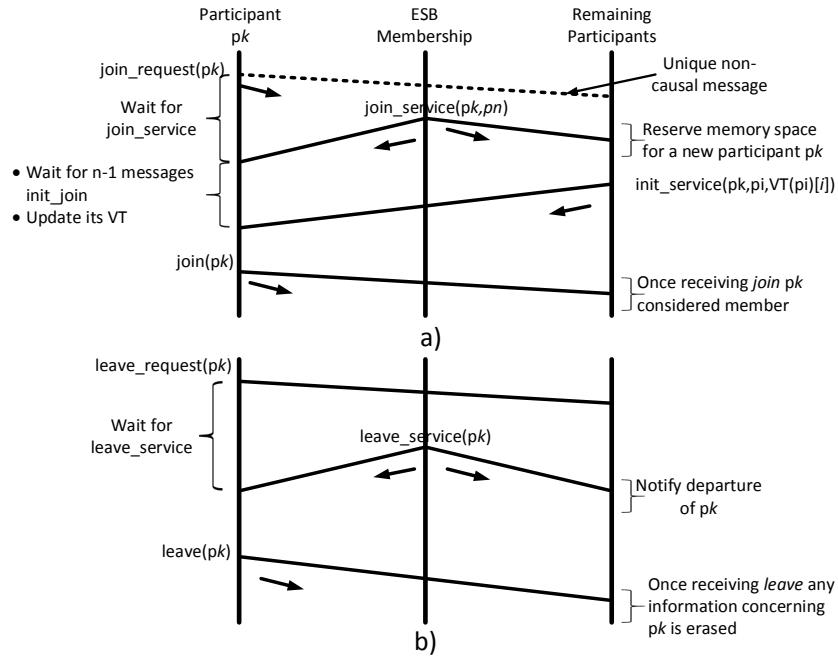 Participant
pk
ESB
Membership
Remaining
Participants
join_request(pk)
Unique non-
causal message
Wait for
join_service
join_service(pk,pn)
Reserve memory space
for a new participant pk
• Wait for n-1 messages
init_join
• Update its VT
init_service(pk,pi,VT(pi)[i])
join(pk)
Once receiving join pk
considered member
a)
leave_request(pk)
Wait for
leave_service
leave_service(pk)
Notify departure
of pk
leave(pk)
Once receiving leave any
information concerning
pk is erased
b)